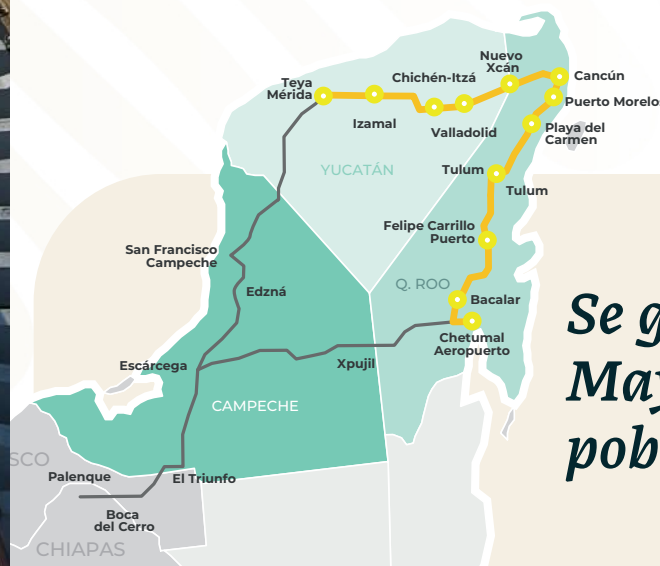 Nuevo
Xcán
Teya
Mérida
Chichén-Itzá
Cancún
Puerto Morelo
Izamal
Valladolid
Playa del
Carmen
YUCATÁN
Tulum
Tulum
Felipe Carrillo
Puerto
San Francisco
Campeche
Edzná
Q. ROO
Bacalar
Chetumal
Aeropuerto
Se g
May
pob
Escárcega
Xpujil
CAMPECHE
SCO
Palenque
El Triunfo
Boca
del Cerro
CHIAPAS